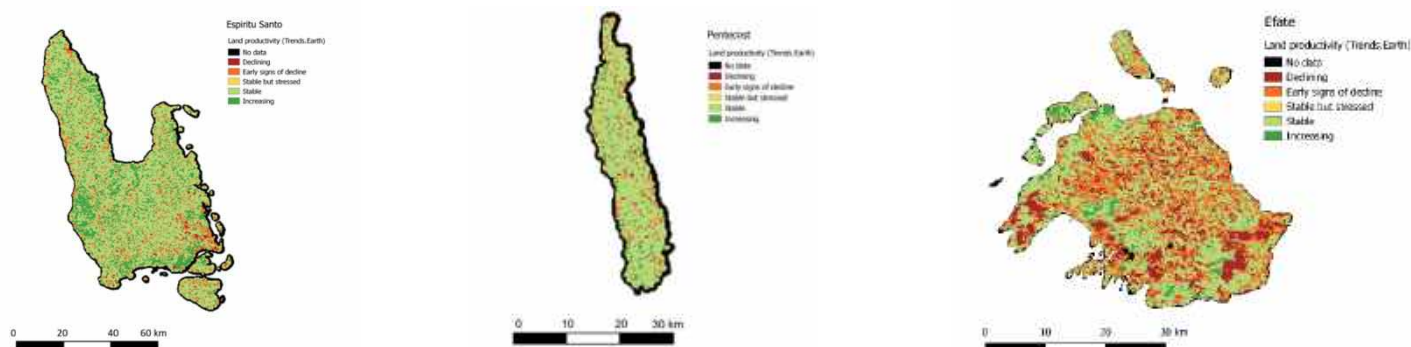 Espiritu Santo
Land productivity (Trends.Earth)
No data
Declining
Early signs of decline
Stable but stressed
Stable
Increasing
0 20 40 60 km
Pentecost
Land productivity (Trends.Earth)
No data
Declining
Early signs of decline
Stable but stressed
Stable
Increasing
0 10 20 30 km
Efate
Land productivity (Trends.Earth)
No data
Declining
Early signs of decline
Stable but stressed
Stable
Increasing
0 10 20 30 km